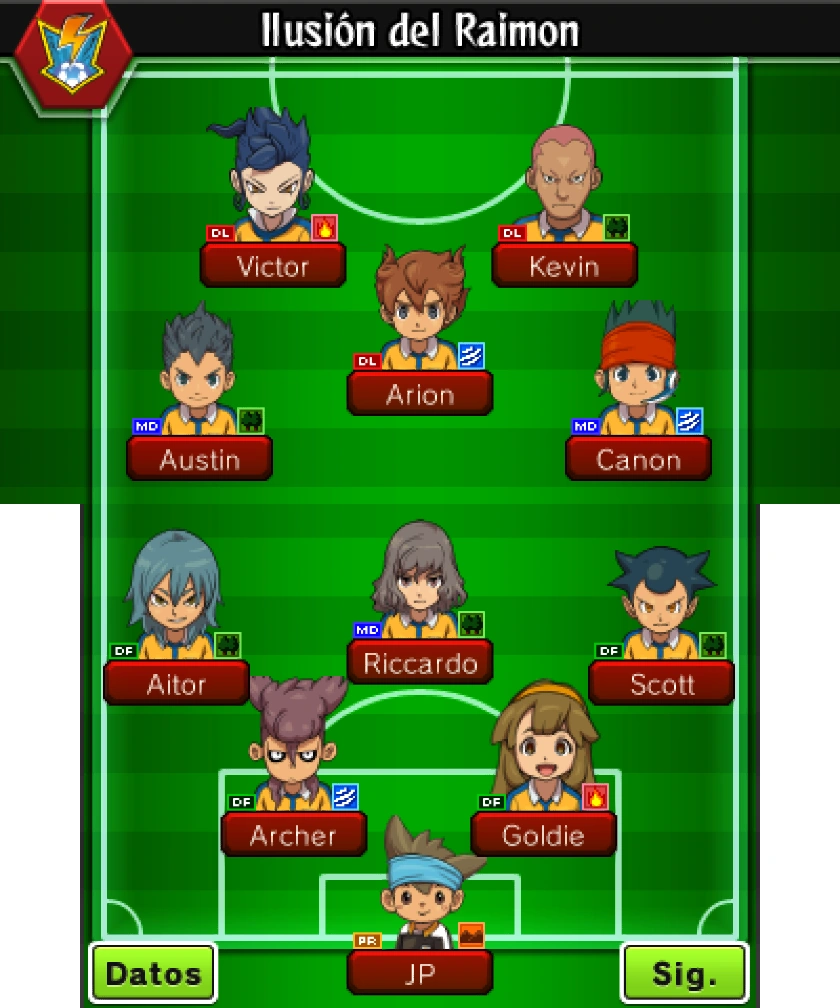 Ilusión del Raimon
DL
Victor
DL
Kevin
DL
Arion
MD
Austin
MD
Canon
DF
Aitor
MD
Riccardo
DF
Scott
DF
Archer
DF
Goldie
PR
JP
Datos
Sig.